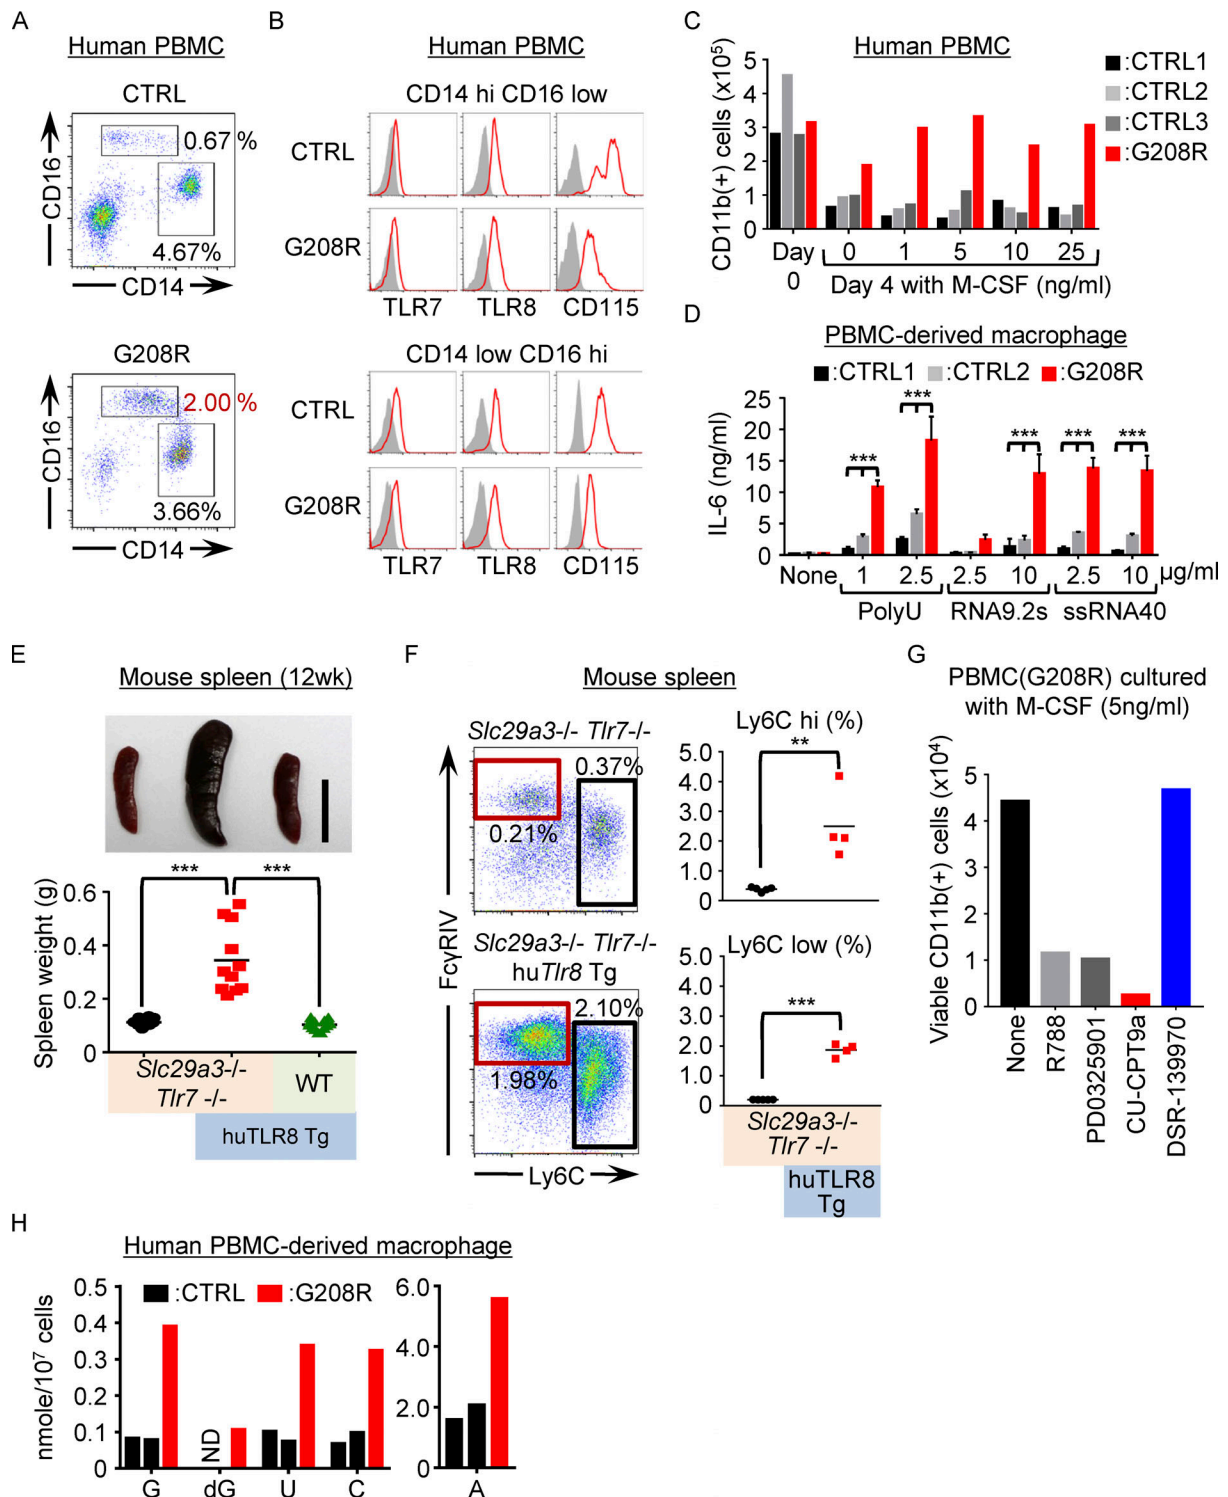 A
Human PBMC
CTRL
0.67 %
4.67%
CD16
CD14
G208R
2.00 %
3.66%
CD16
CD14
B
Human PBMC
CD14 hi CD16 low
CTRL
G208R
TLR7 TLR8 CD115
CD14 low CD16 hi
CTRL
G208R
TLR7 TLR8 CD115
C
Human PBMC
CD11b(+) cells (x10⁵)
5
4
3
2
1
0
:CTRL1
:CTRL2
:CTRL3
:G208R
Day 0 1 5 10 25
0 Day 4 with M-CSF (ng/ml)
D
PBMC-derived macrophage
:CTRL1 :CTRL2 :G208R
IL-6 (ng/ml)
25
20
15
10
5
0
*** *** *** *** ***
None 1 2.5 2.5 10 2.5 10 µg/ml
PolyU RNA9.2s ssRNA40
E
Mouse spleen (12wk)
*** ***
Spleen weight (g)
0.6
0.4
0.2
0
Slc29a3-/-
Tlr7 -/-
WT
huTLR8 Tg
F
Mouse spleen
Slc29a3-/- Tlr7-/-
0.37%
0.21%
Slc29a3-/- Tlr7-/-
huTlr8 Tg
2.10%
1.98%
FcγRIV
Ly6C
Ly6C hi (%)
**
5.0
4.0
3.0
2.0
1.0
0
Ly6C low (%)
***
5.0
4.0
3.0
2.0
1.0
0
Slc29a3-/-
Tlr7 -/-
huTLR8
Tg
G
PBMC(G208R) cultured
with M-CSF (5ng/ml)
Viable CD11b(+) cells (x10⁴)
5
4
3
2
1
0
None
R788
PD0325901
CU-CPT9a
DSR-139970
H
Human PBMC-derived macrophage
:CTRL :G208R
nmole/10⁷ cells
0.5
0.4
0.3
0.2
0.1
0
ND
G dG U C
6.0
4.0
2.0
0
A